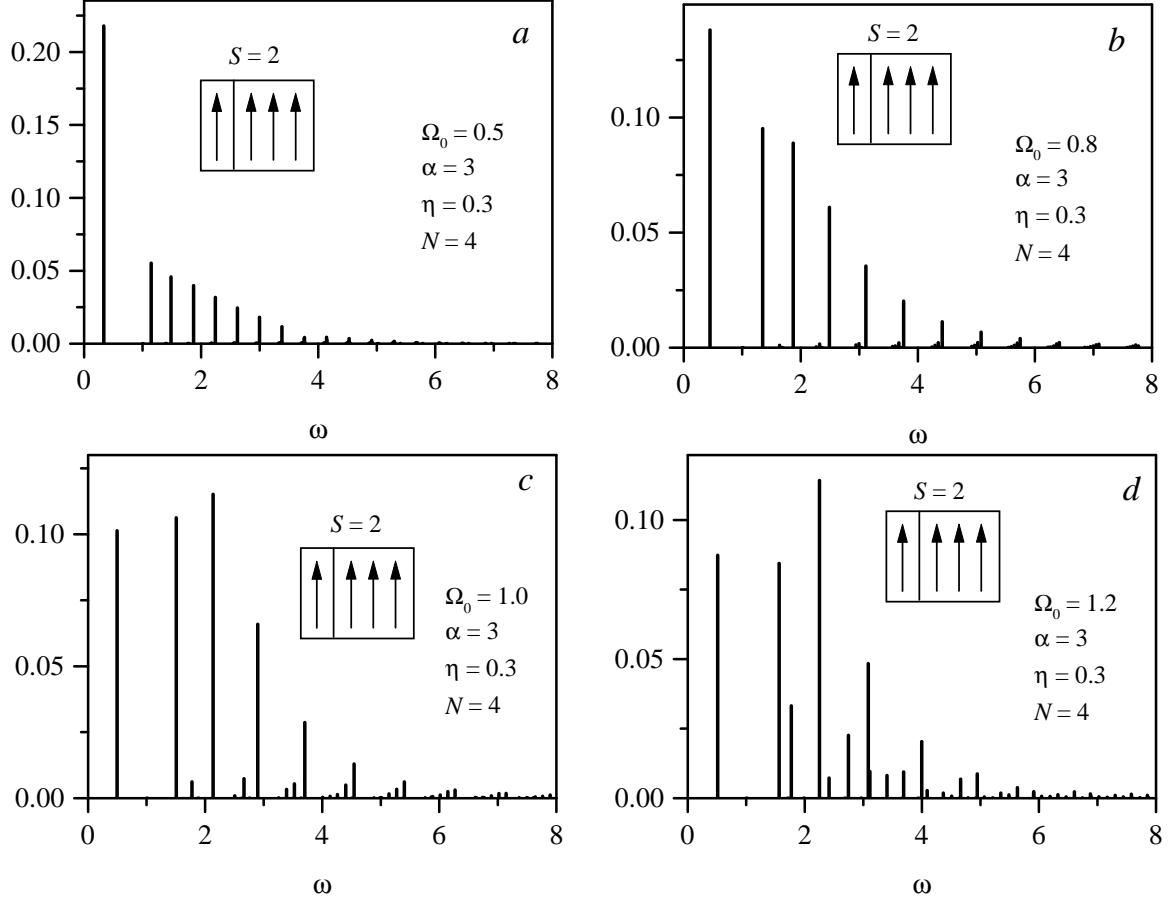 a
S = 2
Ω0 = 0.5
α = 3
η = 0.3
N = 4
0.20
0.15
0.10
0.05
0.00
0 2 4 6 8
ω
b
S = 2
Ω0 = 0.8
α = 3
η = 0.3
N = 4
0.10
0.05
0.00
0 2 4 6 8
ω
c
S = 2
Ω0 = 1.0
α = 3
η = 0.3
N = 4
0.10
0.05
0.00
0 2 4 6 8
ω
d
S = 2
Ω0 = 1.2
α = 3
η = 0.3
N = 4
0.10
0.05
0.00
0 2 4 6 8
ω